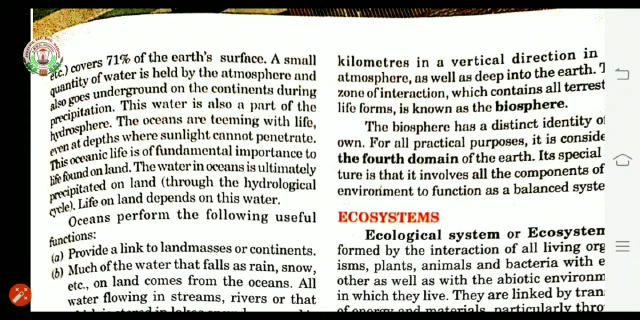 etc.) covers 71% of the earth's surface. A small
quantity of water is held by the atmosphere and
also goes underground on the continents during
precipitation. This water is also a part of the
hydrosphere. The oceans are teeming with life,
even at depths where sunlight cannot penetrate.
This oceanic life is of fundamental importance to
life found on land. The water in oceans is ultimately
precipitated on land (through the hydrological
cycle). Life on land depends on this water.
Oceans perform the following useful
functions:
(a) Provide a link to landmasses or continents.
(b) Much of the water that falls as rain, snow,
etc., on land comes from the oceans. All
water flowing in streams, rivers or that
kilometres in a vertical direction in
atmosphere, as well as deep into the earth. T
zone of interaction, which contains all terrest
life forms, is known as the biosphere.
The biosphere has a distinct identity o
own. For all practical purposes, it is conside
the fourth domain of the earth. Its special
ture is that it involves all the components of
environment to function as a balanced syste
ECOSYSTEMS
Ecological system or Ecosystem
formed by the interaction of all living org
isms, plants, animals and bacteria with e
other as well as with the abiotic environm
in which they live. They are linked by tran
of energy and materials, particularly thro